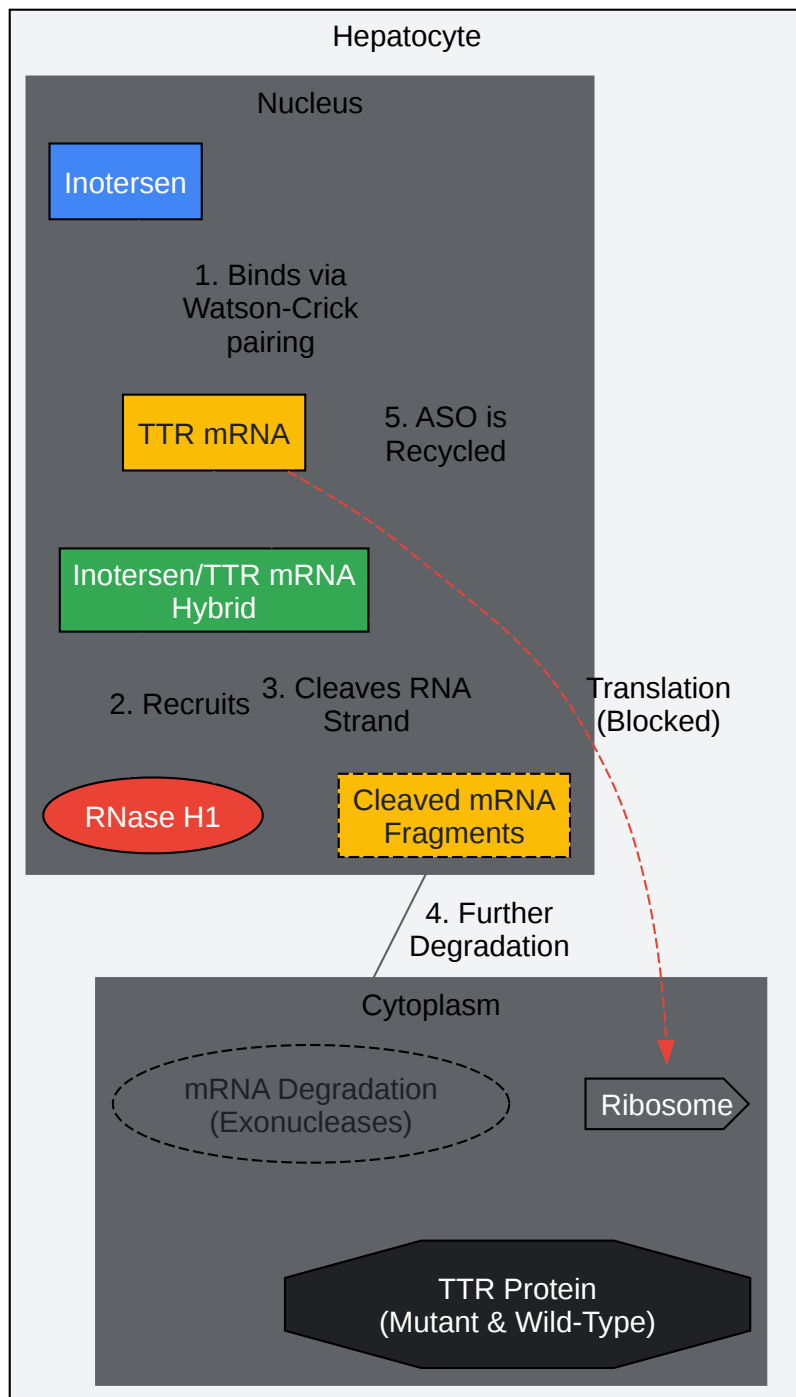 Hepatocyte
Nucleus
Inotersen
1. Binds via
Watson-Crick
pairing
TTR mRNA
5. ASO is
Recycled
Inotersen/TTR mRNA
Hybrid
2. Recruits
3. Cleaves RNA
Strand
Translation
(Blocked)
RNase H1
Cleaved mRNA
Fragments
4. Further
Degradation
Cytoplasm
mRNA Degradation
(Exonucleases)
Ribosome
TTR Protein
(Mutant & Wild-Type)